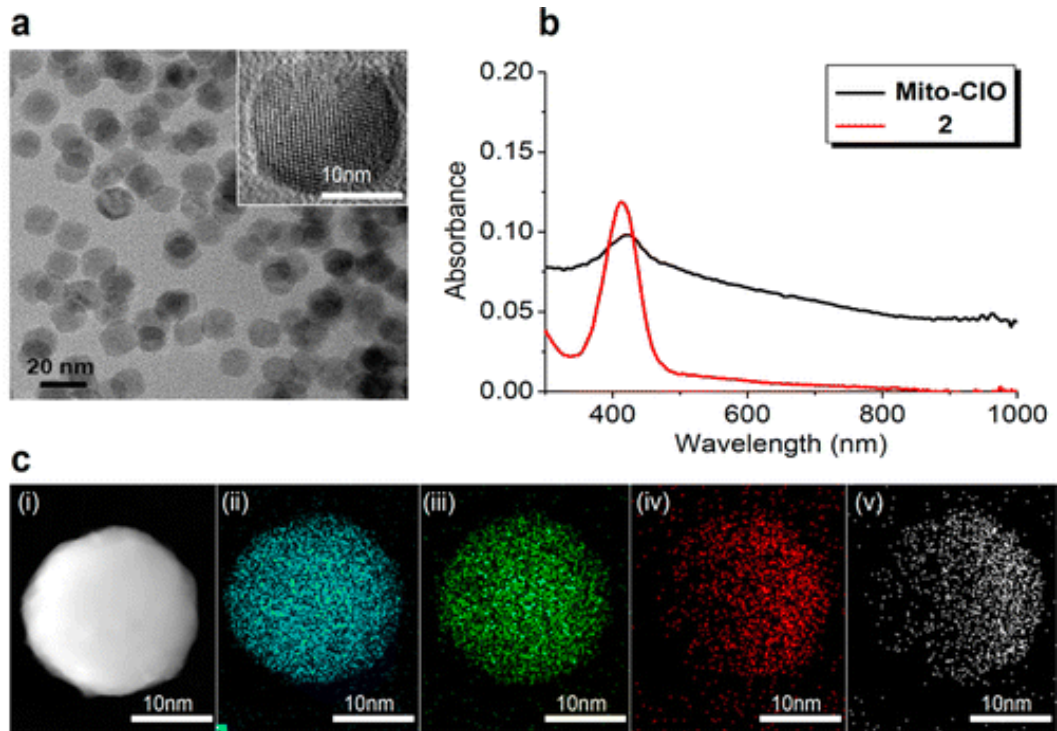 a
10nm
20 nm
b
0.20
0.15
0.10
0.05
0.00
Absorbance
400
600
800
1000
Wavelength (nm)
Mito-CIO
2
c
(i)
10nm
(ii)
10nm
(iii)
10nm
(iv)
10nm
(v)
10nm